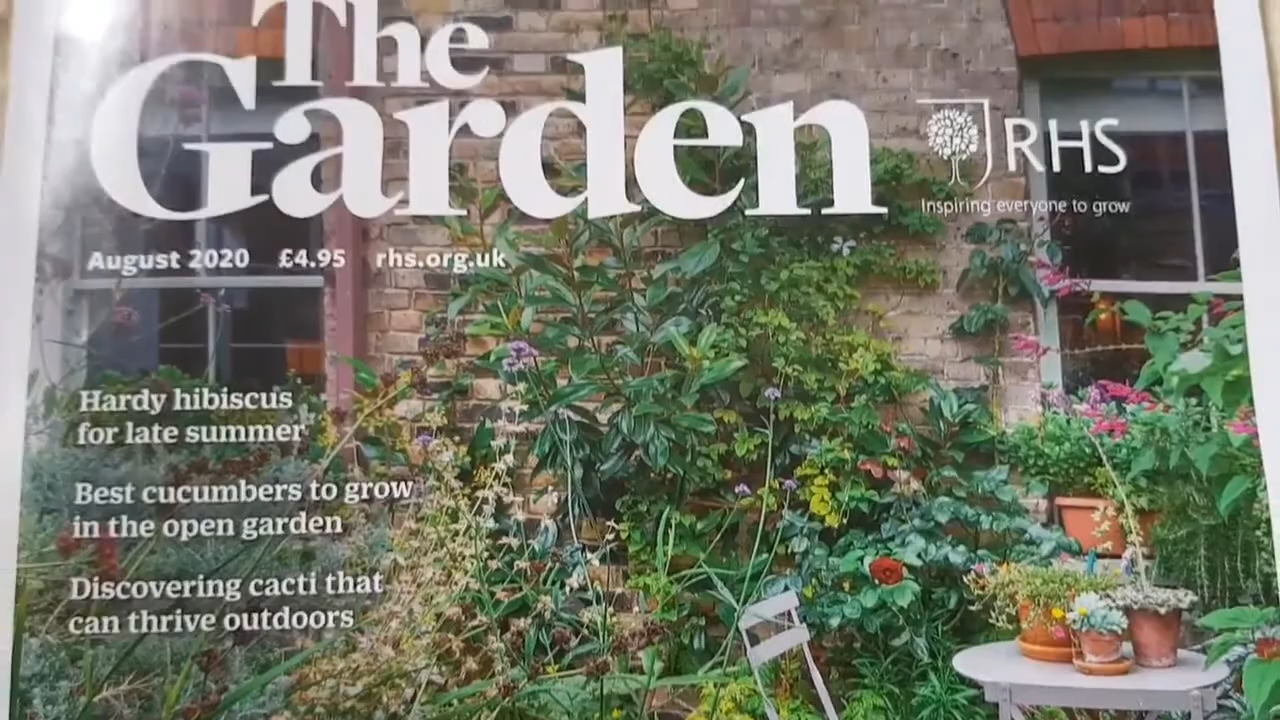 The
Garden
RHS
Inspiring everyone to grow
August 2020 £4.95 rhs.org.uk
Hardy hibiscus
for late summer
Best cucumbers to grow
in the open garden
Discovering cacti that
can thrive outdoors